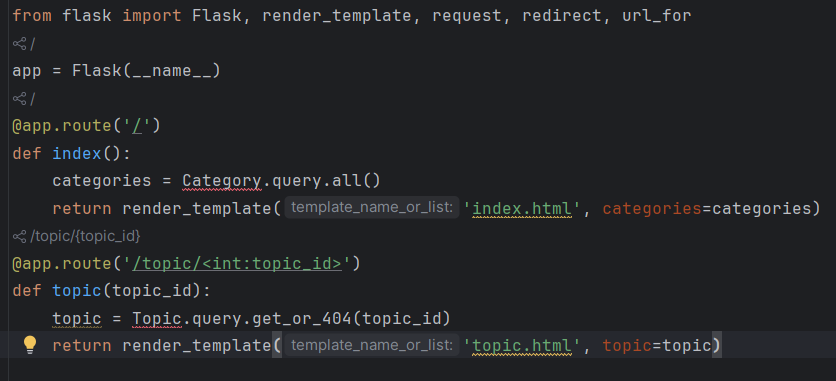 from flask import Flask, render_template, request, redirect, url_for
/
app = Flask(__name__)
/
@app.route('/')
def index():
    categories = Category.query.all()
    return render_template( template_name_or_list: 'index.html', categories=categories)
/topic/{topic_id}
@app.route('/topic/<int:topic_id>')
def topic(topic_id):
    topic = Topic.query.get_or_404(topic_id)
    return render_template( template_name_or_list: 'topic.html', topic=topic)